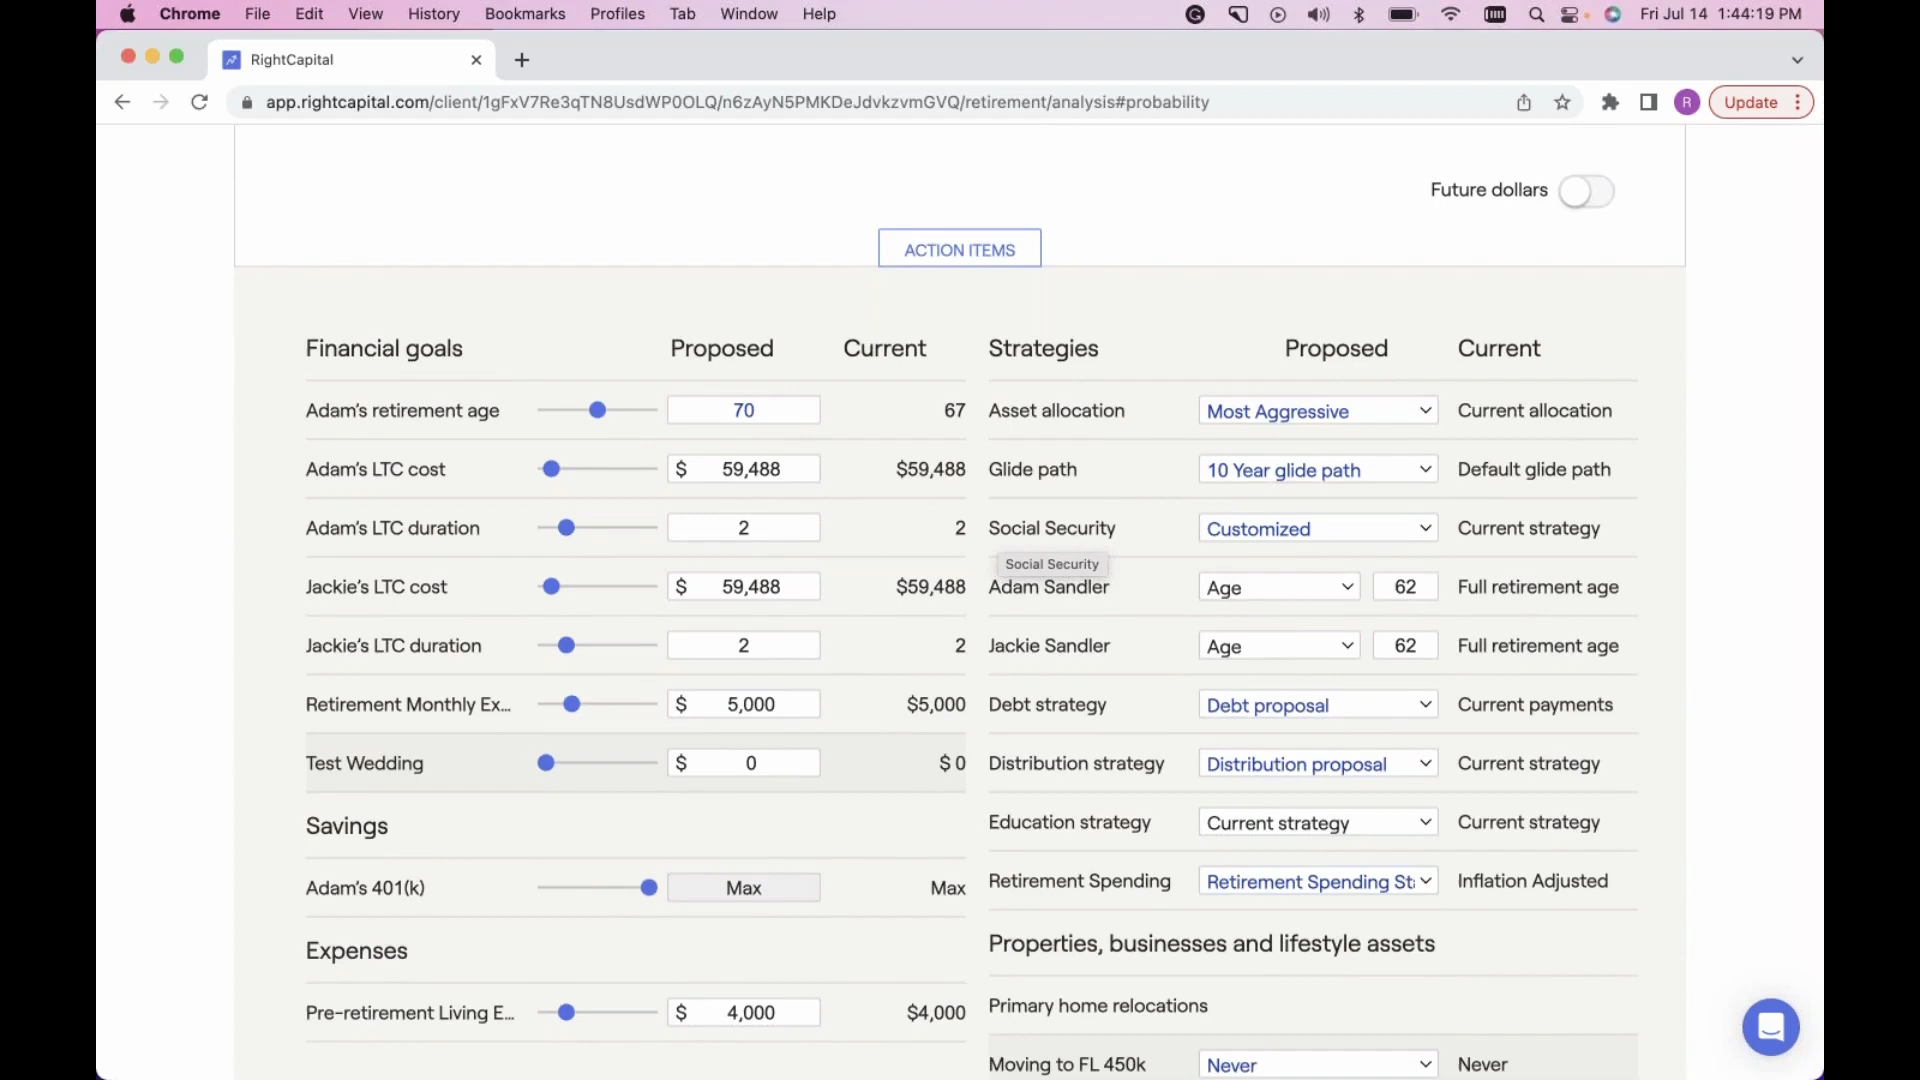 Chrome File Edit View History Bookmarks Profiles Tab Window Help Fri Jul 14 1:44:19 PM
RightCapital
app.rightcapital.com/client/1gFxV7Re3qTN8UsdWP0OLQ/n6zAyN5PMKDeJdvkzvmGVQ/retirement/analysis#probability R Update
Future dollars
ACTION ITEMS
Financial goals Proposed Current Strategies Proposed Current
Adam's retirement age 70 67 Asset allocation Most Aggressive Current allocation
Adam's LTC cost $ 59,488 $59,488 Glide path 10 Year glide path Default glide path
Adam's LTC duration 2 2 Social Security Customized Current strategy
Social Security
Jackie's LTC cost $ 59,488 $59,488 Adam Sandler Age 62 Full retirement age
Jackie's LTC duration 2 2 Jackie Sandler Age 62 Full retirement age
Retirement Monthly Ex... $ 5,000 $5,000 Debt strategy Debt proposal Current payments
Test Wedding $ 0 $ 0 Distribution strategy Distribution proposal Current strategy
Savings Education strategy Current strategy Current strategy
Adam's 401(k) Max Max Retirement Spending Retirement Spending St Inflation Adjusted
Expenses Properties, businesses and lifestyle assets
Pre-retirement Living E... $ 4,000 $4,000 Primary home relocations
Moving to FL 450k Never Never